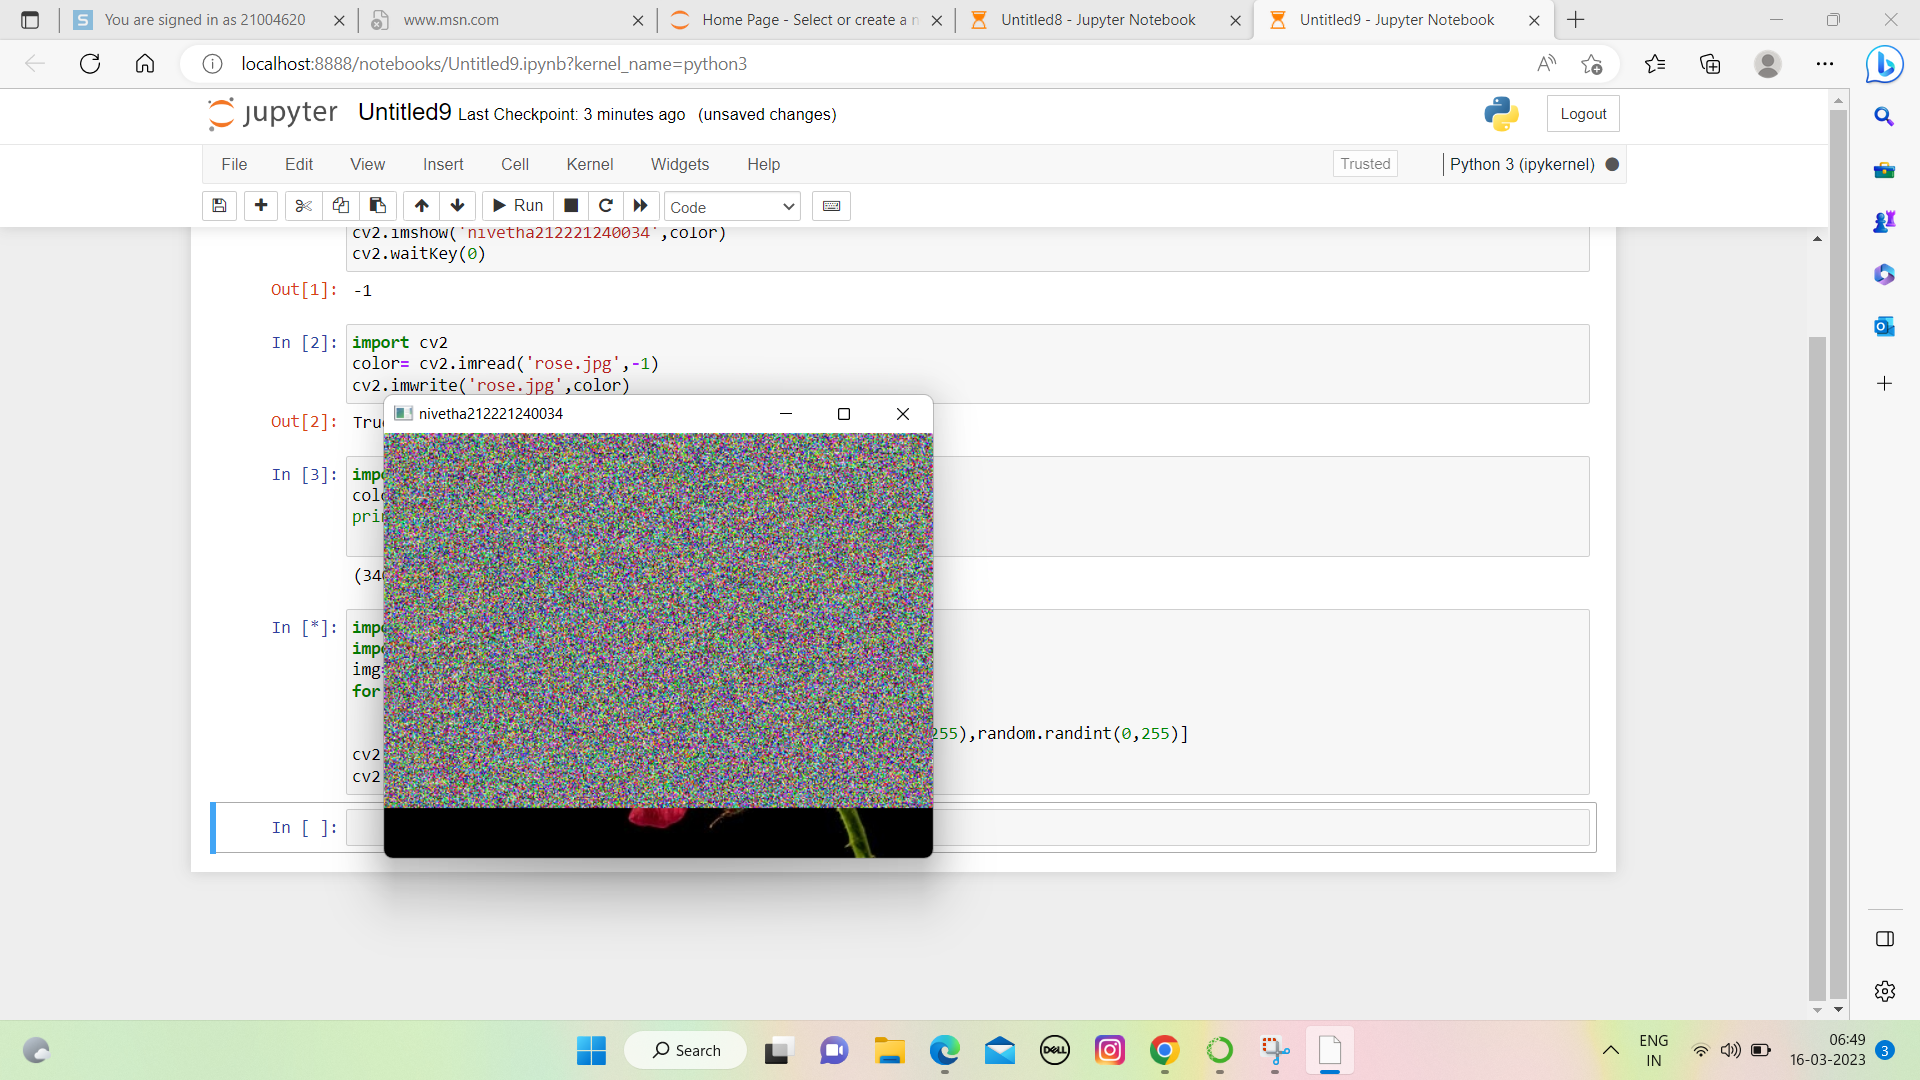 You are signed in as 21004620
www.msn.com
Home Page - Select or create a n
Untitled8 - Jupyter Notebook
Untitled9 - Jupyter Notebook
localhost:8888/notebooks/Untitled9.ipynb?kernel_name=python3
jupyter Untitled9 Last Checkpoint: 3 minutes ago (unsaved changes)
Logout
File Edit View Insert Cell Kernel Widgets Help
Trusted
Python 3 (ipykernel)
Run
Code
cv2.imshow('nivetha212221240034',color)
cv2.waitKey(0)
Out[1]: -1
In [2]: import cv2
color= cv2.imread('rose.jpg',-1)
cv2.imwrite('rose.jpg',color)
Out[2]: Tru
nivetha212221240034
In [3]: imp
colo
pri
(34
In [*]: imp
imp
img
for
255),random.randint(0,255)]
cv2
cv2
In [ ]:
Search
DELL
ENG
IN
06:49
16-03-2023
3